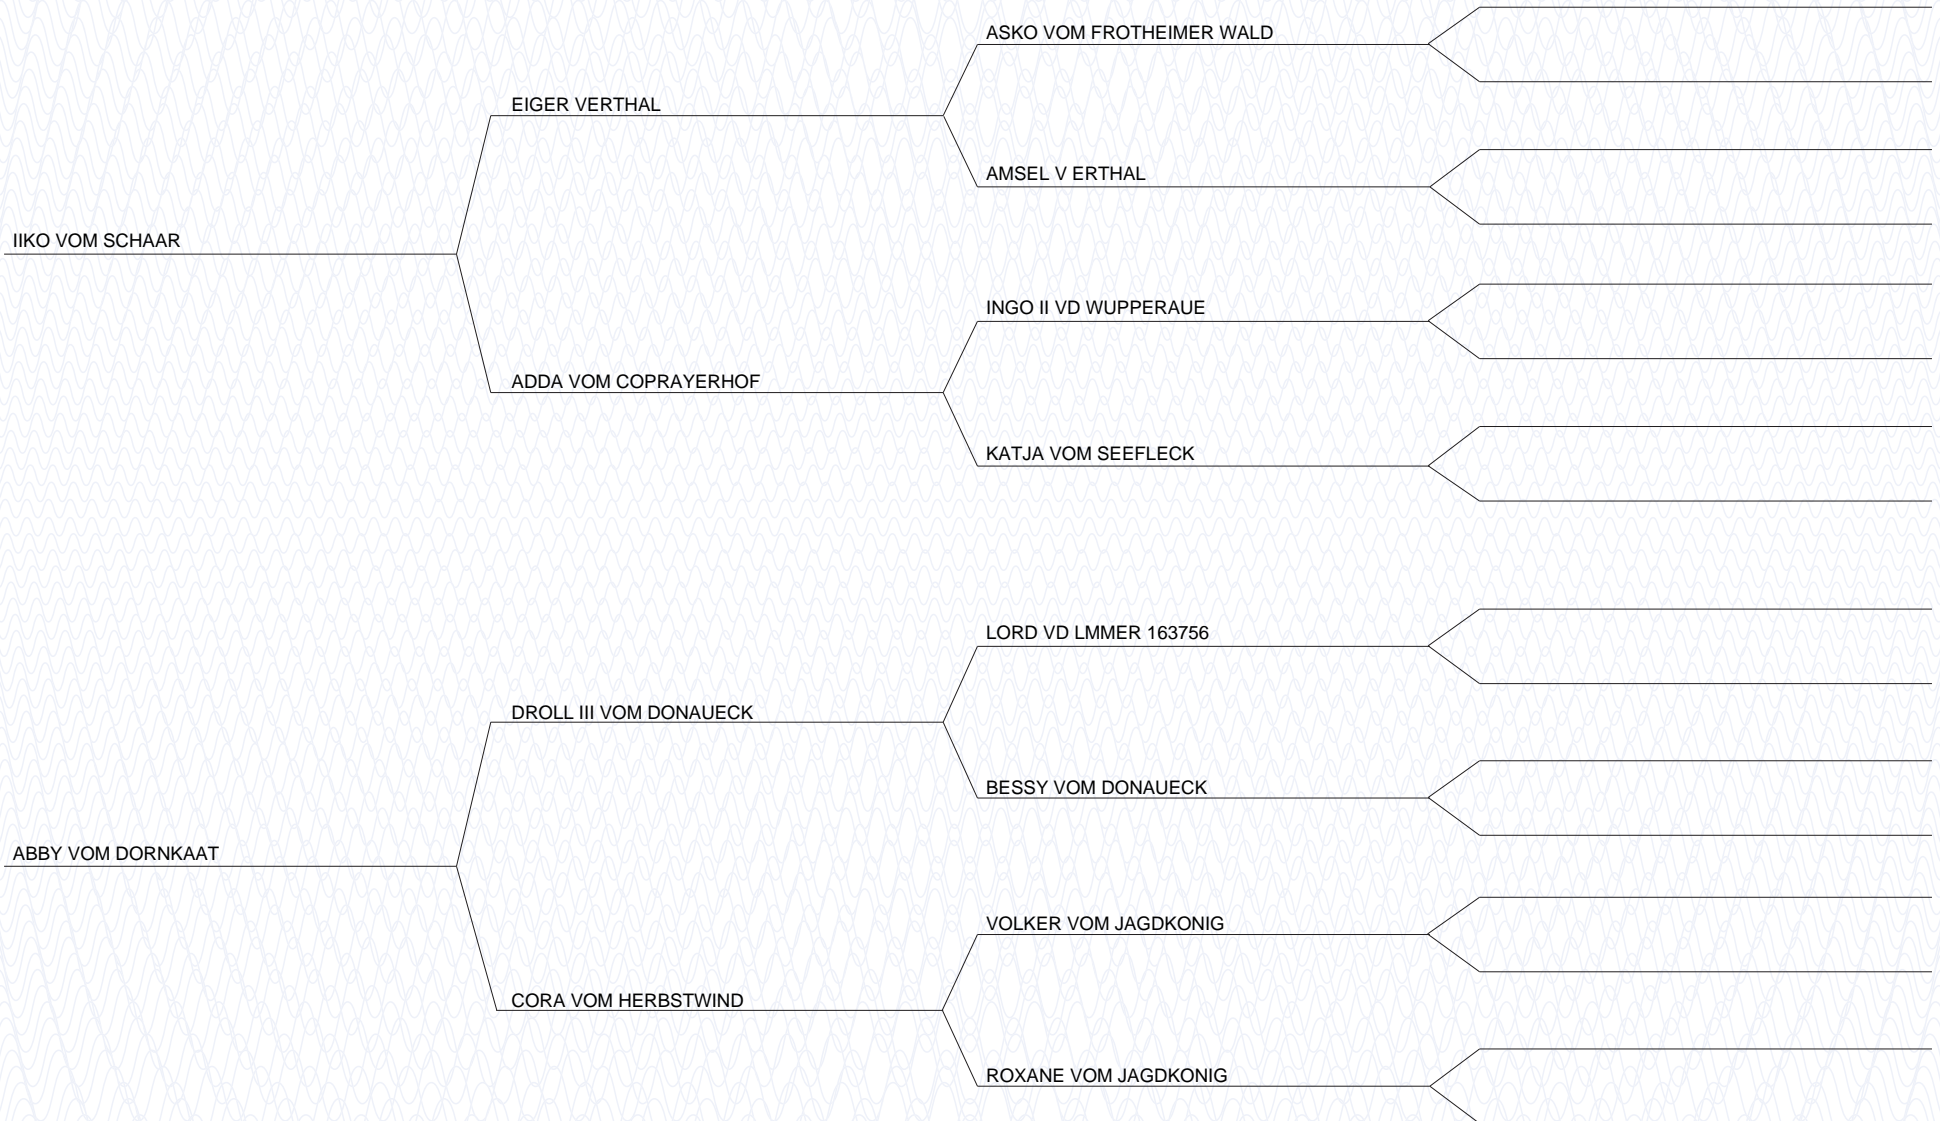 ASKO VOM FROTHEIMER WALD
EIGER VERTHAL
AMSEL V ERTHAL
IIKO VOM SCHAAR
INGO II VD WUPPERAUE
ADDA VOM COPRAYERHOF
KATJA VOM SEEFLECK
LORD VD LMMER 163756
DROLL III VOM DONAUECK
BESSY VOM DONAUECK
ABBY VOM DORNKAAT
VOLKER VOM JAGDKONIG
CORA VOM HERBSTWIND
ROXANE VOM JAGDKONIG